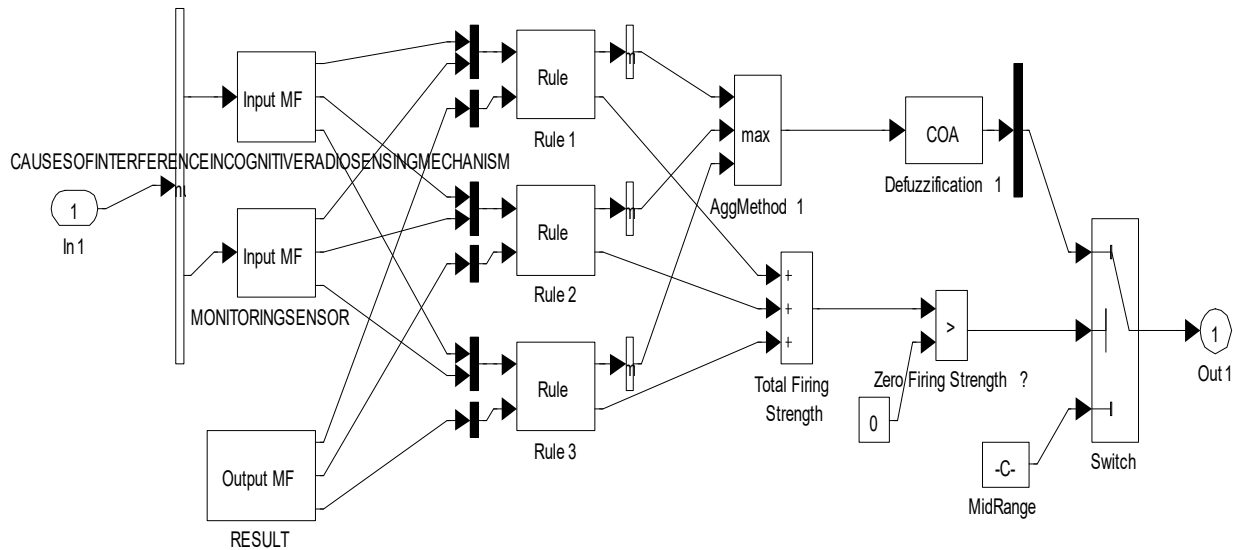 Input MF
CAUSESOFINTERFERENCEINCOGNITIVERADIOSENSINGMECHANISM
1
In 1
m
Input MF
MONITORINGSENSOR
Output MF
RESULT
Rule
Rule 1
m
Rule
Rule 2
m
Rule
Rule 3
m
max
AggMethod 1
COA
Defuzzification 1
+
+
+
Total Firing
Strength
>
Zero Firing Strength ?
0
-C-
MidRange
Switch
1
Out 1